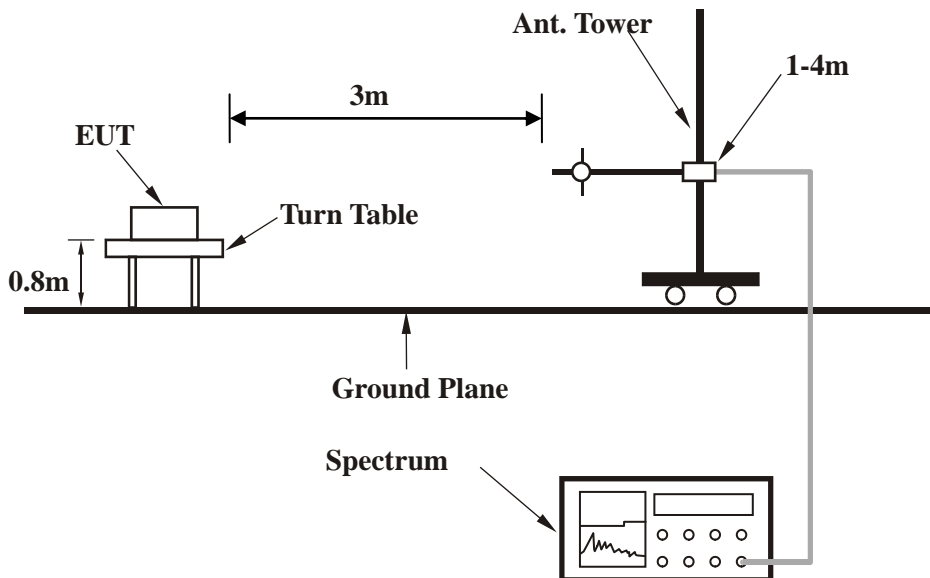 Ant. Tower
1-4m
3m
EUT
Turn Table
0.8m
Ground Plane
Spectrum